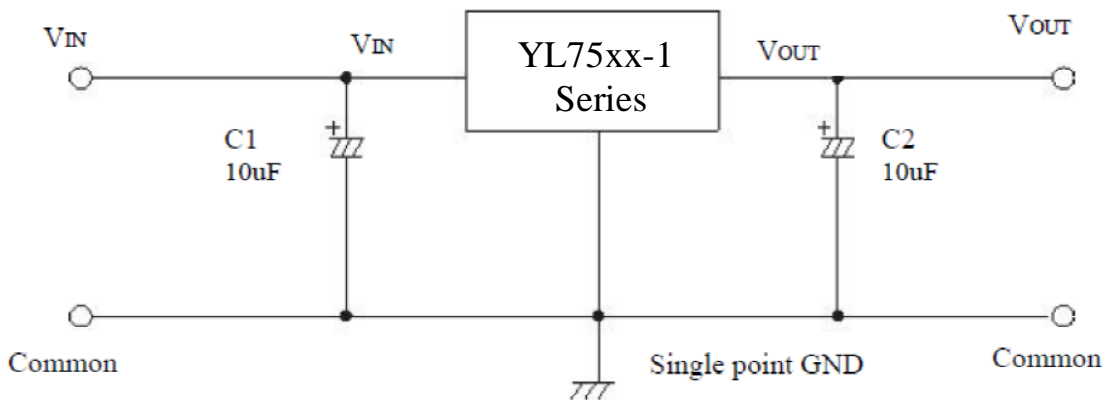 VIN
VIN
YL75xx-1
Series
VOUT
VOUT
C1
10uF
+
+
C2
10uF
Common
Single point GND
Common